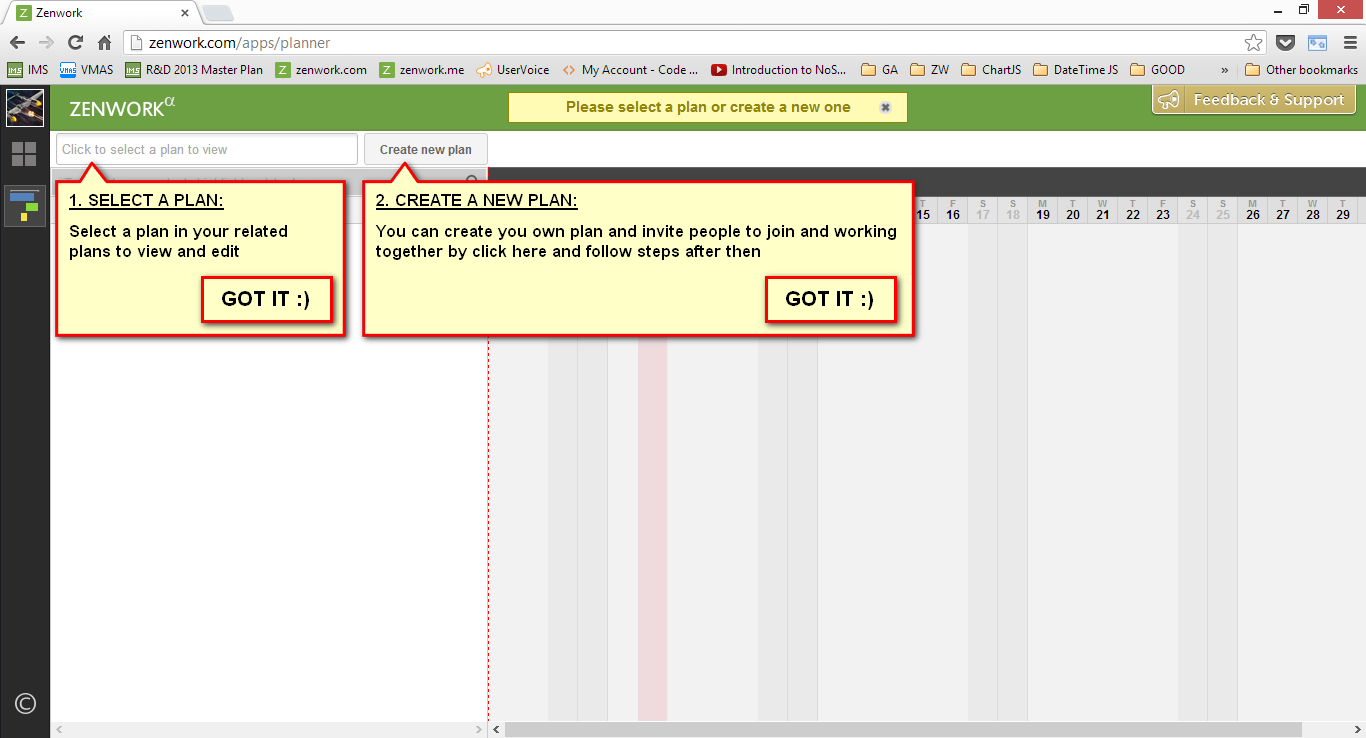 Zenwork
zenwork.com/apps/planner
IMS
VMAS
R&D 2013 Master Plan
zenwork.com
zenwork.me
UserVoice
My Account - Code ...
Introduction to NoS...
GA
ZW
ChartJS
DateTime JS
GOOD
»
Other bookmarks
ZENWORKα
Please select a plan or create a new one
Feedback & Support
Click to select a plan to view
Create new plan
1. SELECT A PLAN:
Select a plan in your related
plans to view and edit
GOT IT :)
2. CREATE A NEW PLAN:
You can create you own plan and invite people to join and working
together by click here and follow steps after then
GOT IT :)
T F S S M T W T F S S M T W T
15 16 17 18 19 20 21 22 23 24 25 26 27 28 29
©